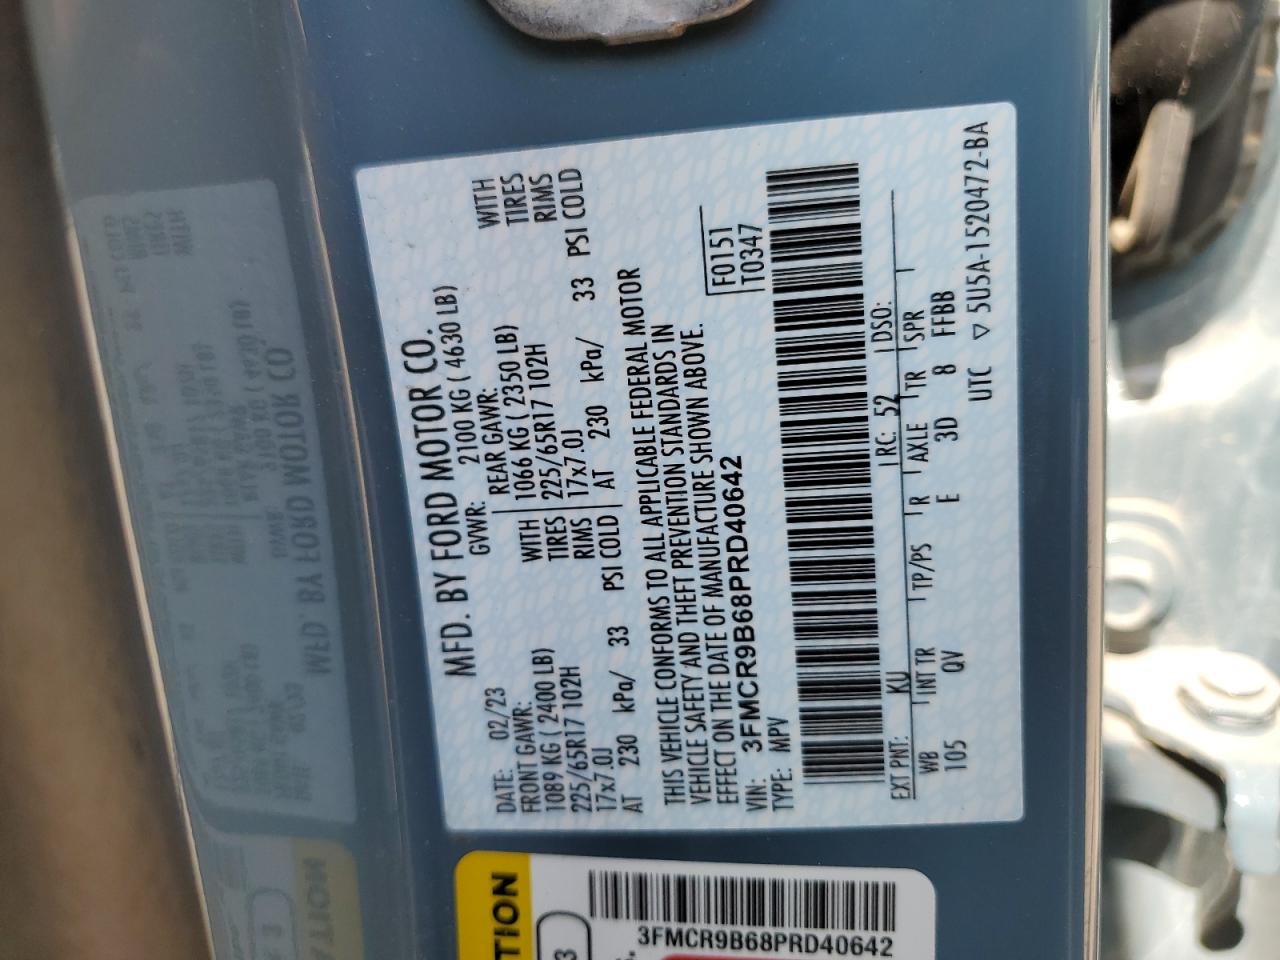 MFD. BY FORD MOTOR CO.
DATE: 02/23 GVWR: 2100 KG ( 4630 LB)
FRONT GAWR: REAR GAWR:
1089 KG ( 2400 LB) WITH 1066 KG ( 2350 LB) WITH
225/65R17 102H TIRES 225/65R17 102H TIRES
17x7.0J RIMS 17x7.0J RIMS
AT 230 kPa/ 33 PSI COLD AT 230 kPa/ 33 PSI COLD
THIS VEHICLE CONFORMS TO ALL APPLICABLE FEDERAL MOTOR
VEHICLE SAFETY AND THEFT PREVENTION STANDARDS IN
EFFECT ON THE DATE OF MANUFACTURE SHOWN ABOVE.
VIN: 3FMCR9B68PRD40642
TYPE: MPV
F0151
T0347
EXT PNT: KU RC: 52 DSO:
WB INT TR TP/PS R AXLE TR SPR
105 QV E 3D 8 FFBB
UTC ▽ 5U5A-1520472-BA
TION
3
3FMCR9B68PRD40642